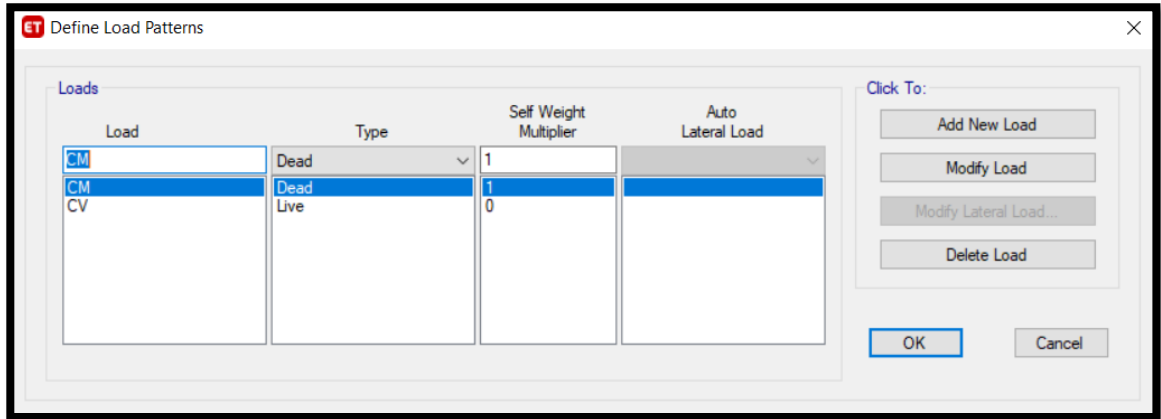 ET Define Load Patterns
Loads
Load Type Self Weight Multiplier Auto Lateral Load
CM Dead 1
CM Dead 1
CV Live 0
Click To:
Add New Load
Modify Load
Modify Lateral Load...
Delete Load
OK Cancel